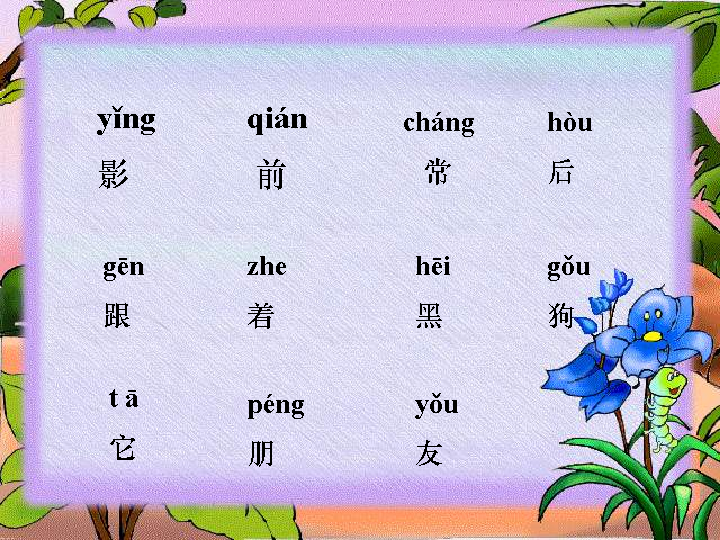 yǐng qián cháng hòu
影 前 常 后
gēn zhe hēi gǒu
跟 着 黑 狗
t ā péng yǒu
它 朋 友